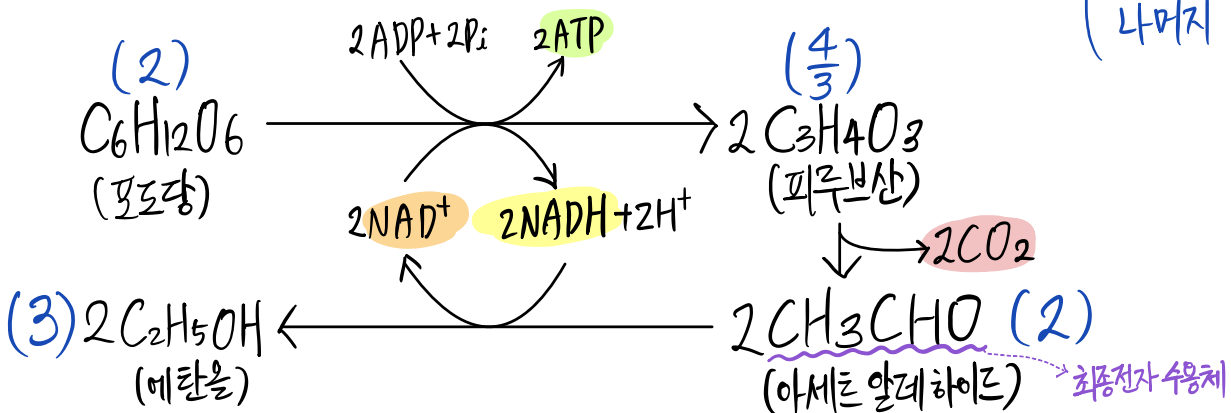 (나머지
2ADP+2Pi 2ATP
(2) (4/3)
C6H12O6 2C3H4O3
(포도당) (피루브산)
2NAD+ 2NADH+2H+
2CO2
(3) 2C2H5OH 2CH3CHO (2)
(에탄올) (아세트 알데하이드) 최종전자 수용체